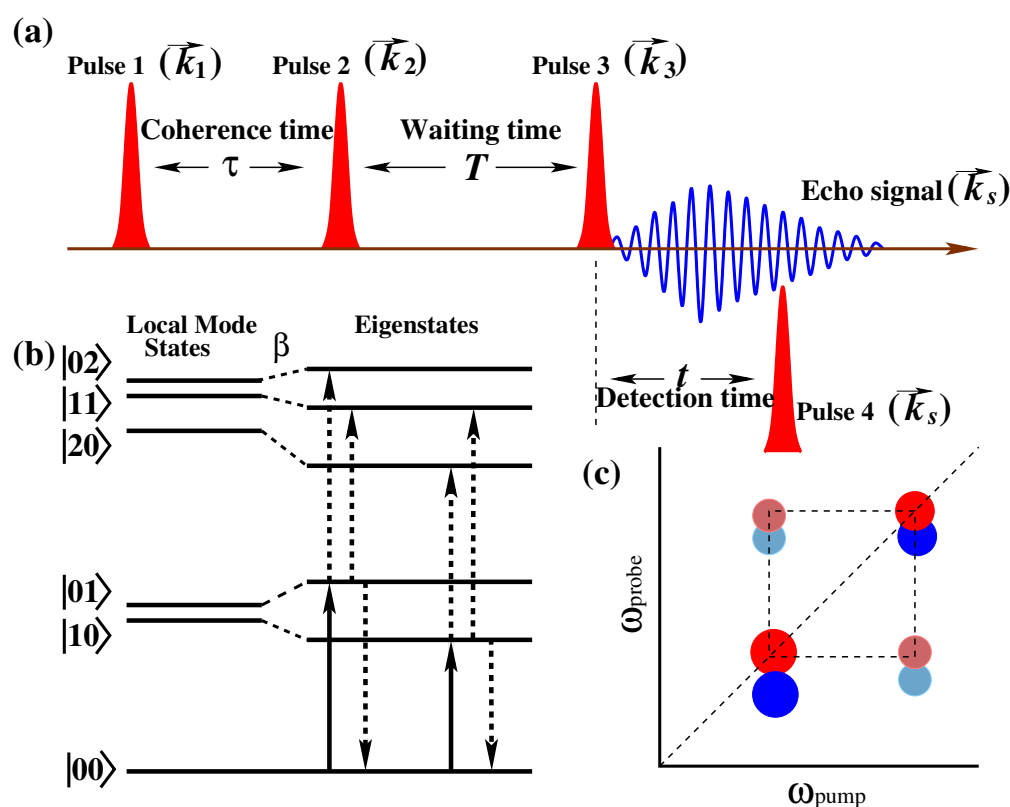 (a)
Pulse 1 (k₁)
Pulse 2 (k₂)
Pulse 3 (k₃)
Coherence time
τ
Waiting time
T
Echo signal (kₛ)
t
Detection time
Pulse 4 (kₛ)
(b)
Local Mode
States
β
Eigenstates
|02⟩
|11⟩
|20⟩
|01⟩
|10⟩
|00⟩
(c)
ωprobe
ωpump